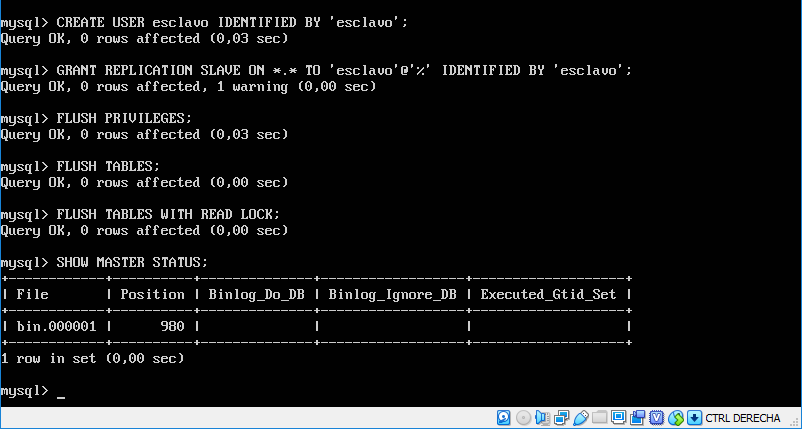 mysql> CREATE USER esclavo IDENTIFIED BY 'esclavo';
Query OK, 0 rows affected (0,03 sec)
mysql> GRANT REPLICATION SLAVE ON *.* TO 'esclavo'@'%' IDENTIFIED BY 'esclavo';
Query OK, 0 rows affected, 1 warning (0,00 sec)
mysql> FLUSH PRIVILEGES;
Query OK, 0 rows affected (0,03 sec)
mysql> FLUSH TABLES;
Query OK, 0 rows affected (0,00 sec)
mysql> FLUSH TABLES WITH READ LOCK;
Query OK, 0 rows affected (0,00 sec)
mysql> SHOW MASTER STATUS;
+------------+----------+--------------+------------------+-------------------+
| File       | Position | Binlog_Do_DB | Binlog_Ignore_DB | Executed_Gtid_Set |
+------------+----------+--------------+------------------+-------------------+
| bin.000001 |      980 |              |                  |                   |
+------------+----------+--------------+------------------+-------------------+
1 row in set (0,00 sec)
mysql> _
CTRL DERECHA